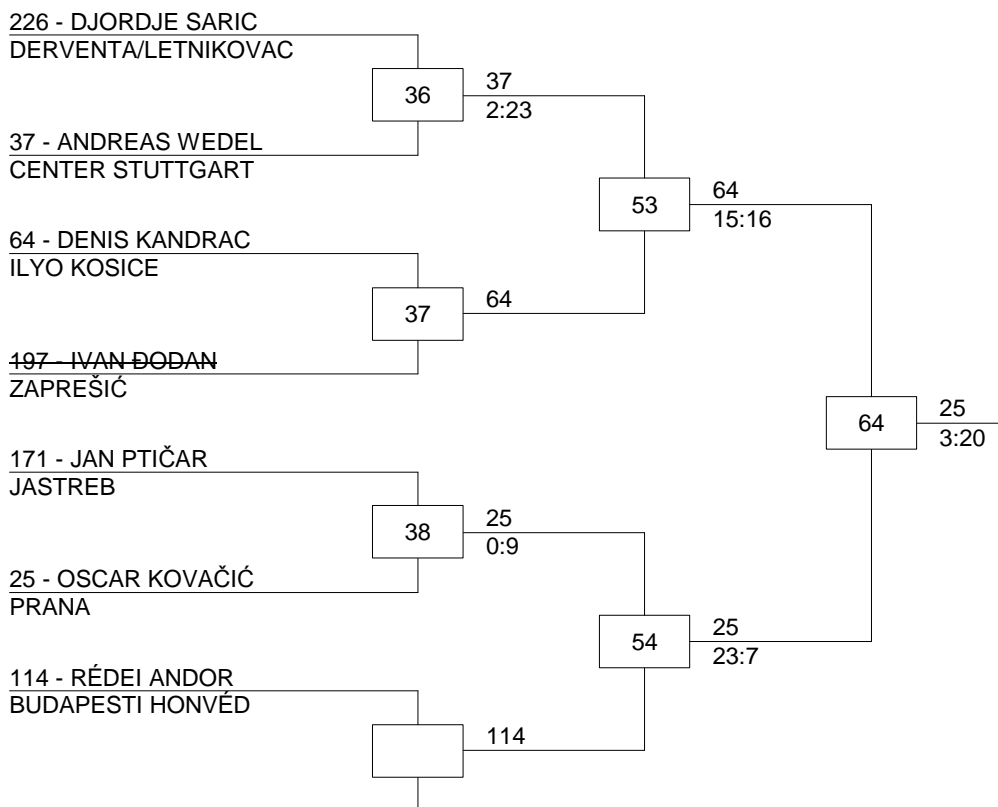 226 - DJORDJE SARIC
DERVENTA/LETNIKOVAC
36
37
2:23
37 - ANDREAS WEDEL
CENTER STUTTGART
53
64
15:16
64 - DENIS KANDRAC
ILYO KOSICE
37
64
197 - IVAN ĐODAN
ZAPREŠIĆ
64
25
3:20
171 - JAN PTIČAR
JASTREB
38
25
0:9
25 - OSCAR KOVAČIĆ
PRANA
54
25
23:7
114 - RÉDEI ANDOR
BUDAPESTI HONVÉD
114